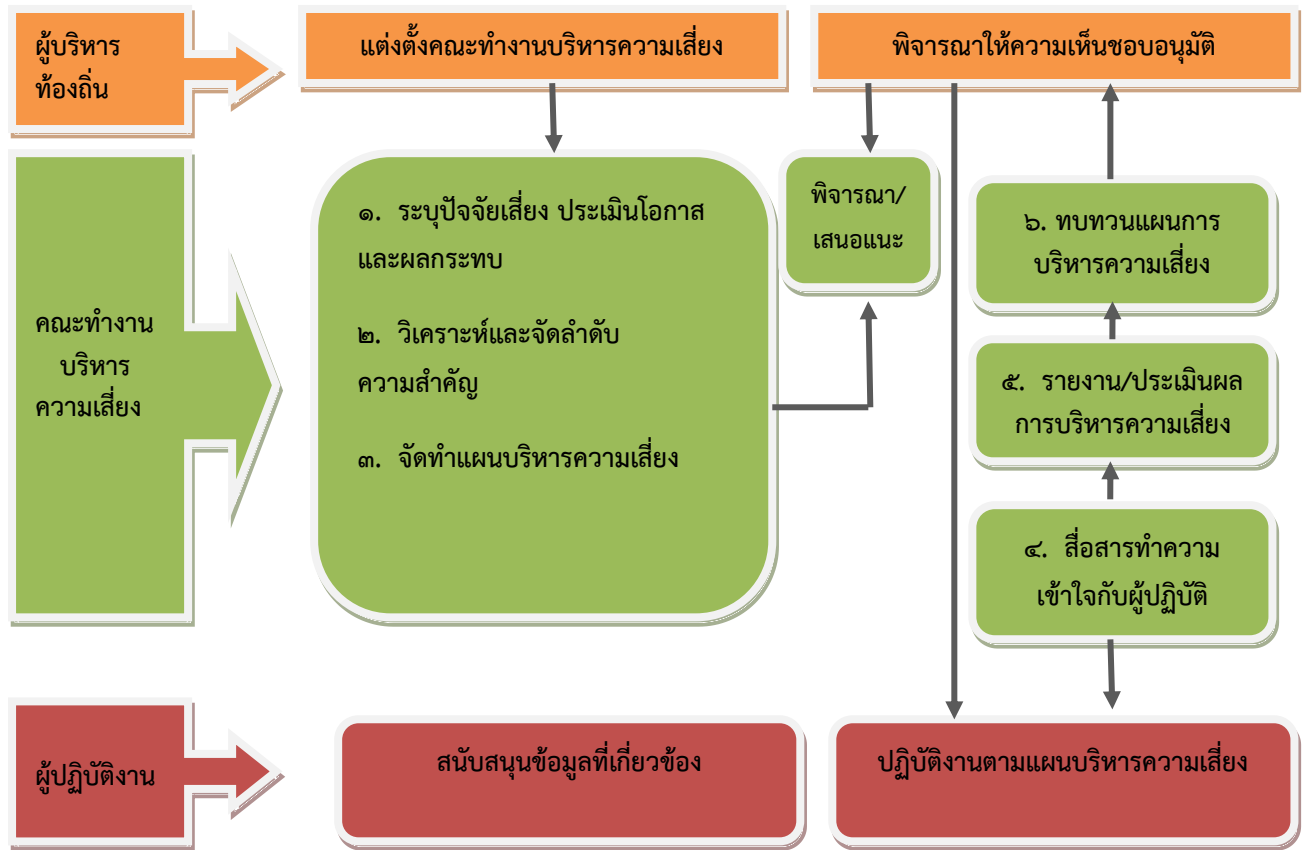 ผู้บริหาร
ท้องถิ่น
แต่งตั้งคณะทำงานบริหารความเสี่ยง
พิจารณาให้ความเห็นชอบอนุมัติ
คณะทำงาน
บริหาร
ความเสี่ยง
๑. ระบุปัจจัยเสี่ยง ประเมินโอกาส
และผลกระทบ
๒. วิเคราะห์และจัดลำดับ
ความสำคัญ
๓. จัดทำแผนบริหารความเสี่ยง
พิจารณา/
เสนอแนะ
๖. ทบทวนแผนการ
บริหารความเสี่ยง
๕. รายงาน/ประเมินผล
การบริหารความเสี่ยง
๔. สื่อสารทำความ
เข้าใจกับผู้ปฏิบัติ
ผู้ปฏิบัติงาน
สนับสนุนข้อมูลที่เกี่ยวข้อง
ปฏิบัติงานตามแผนบริหารความเสี่ยง